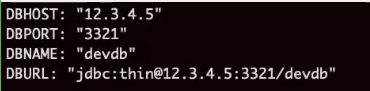 DBHOST: "12.3.4.5"
DBPORT: "3321"
DBNAME: "devdb"
DBURL: "jdbc:thin@12.3.4.5:3321/devdb"